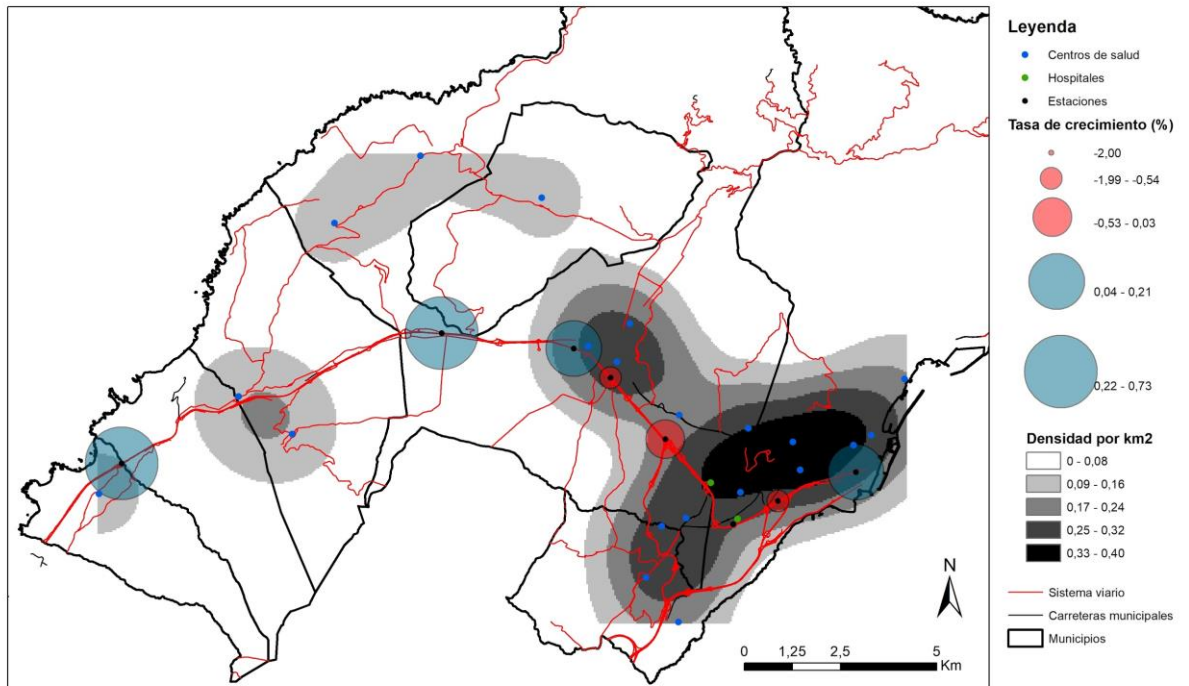 Leyenda
Centros de salud
Hospitales
Estaciones
Tasa de crecimiento (%)
-2,00
-1,99 - -0,54
-0,53 - 0,03
0,04 - 0,21
0,22 - 0,73
Densidad por km2
0 - 0,08
0,09 - 0,16
0,17 - 0,24
0,25 - 0,32
0,33 - 0,40
Sistema viario
Carreteras municipales
Municipios
N
0 1,25 2,5 5
Km